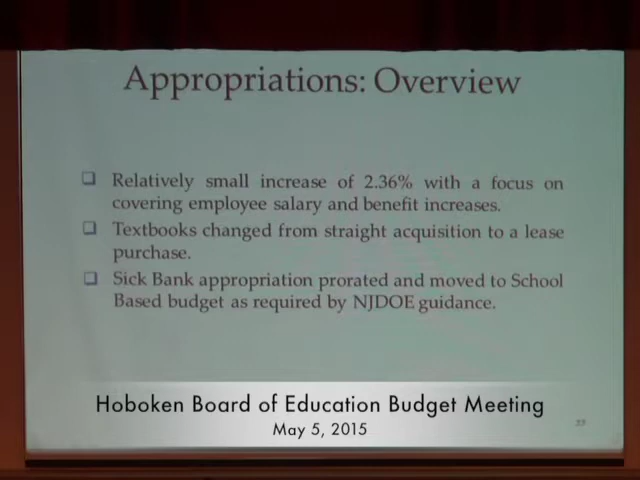 Appropriations: Overview
Relatively small increase of 2.36% with a focus on
covering employee salary and benefit increases.
Textbooks changed from straight acquisition to a lease
purchase.
Sick Bank appropriation prorated and moved to School
Based budget as required by NJDOE guidance.
Hoboken Board of Education Budget Meeting
May 5, 2015